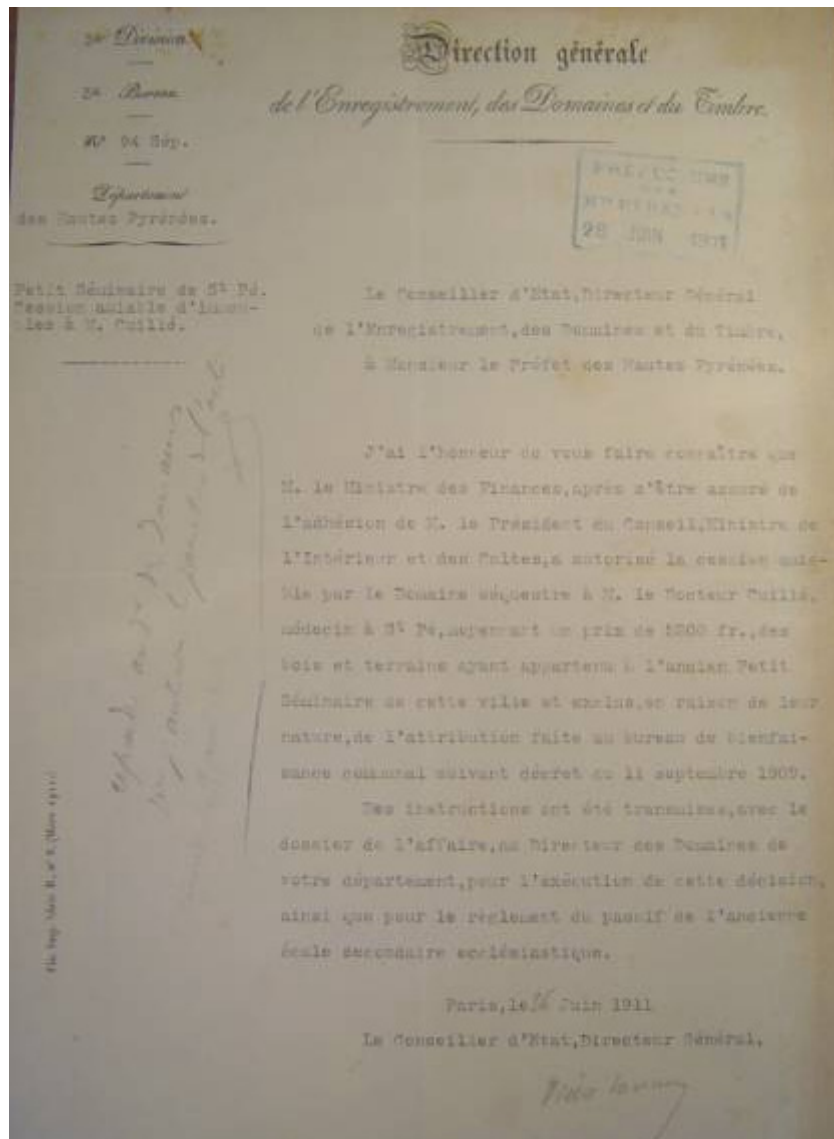 2e Division
2e Bureau
N° 94 Sép.
Département
des Hautes Pyrénées.
Petit Séminaire de St Pé.
Cession amiable d'immeu-
bles à M. Cuillé.
Direction générale
de l'Enregistrement, des Domaines et du Timbre.
28 JUIN 1911
Le Conseiller d'Etat,Directeur Général
de l'Enregistrement,des Domaines et du Timbre,
à Monsieur le Préfet des Hautes Pyrénées.
J'ai l'honneur de vous faire connaître que
M. le Ministre des Finances,après s'être assuré de
l'adhésion de M. le Président du Conseil,Ministre de
l'Intérieur et des Cultes,a autorisé la cession amia-
ble par le Domaine séquestre à M. le Docteur Cuillé,
médecin à St Pé,moyennant un prix de fr.,des
bois et terrains ayant appartenu à l'ancien Petit
Séminaire de cette ville et exclus,en raison de leur
nature,de l'attribution faite au bureau de bienfai-
sance communal suivant décret du 11 septembre 1909.
Des instructions ont été transmises,avec le
dossier de l'affaire,au Directeur des Domaines de
votre département,pour l'exécution de cette décision,
ainsi que pour le règlement du passif de l'ancienne
école secondaire ecclésiastique.
Paris,le 26 Juin 1911
Le Conseiller d'Etat,Directeur Général,